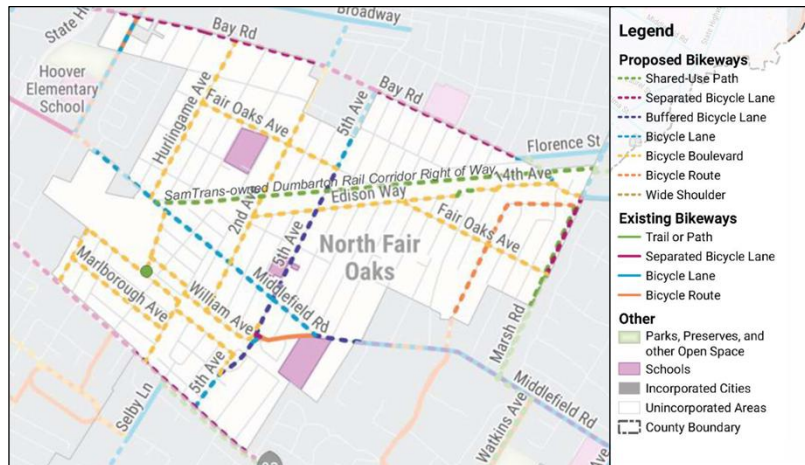 Broadway
State H
Bay Rd
Hoover
Elementary
School
Hurlingame Ave
Fair Oaks Ave
5th Ave
Bay Rd
Florence St
SamTrans-owned Dumbarton Rail Corridor Right of Way
14th Ave
2nd Ave
Edison Way
Fair Oaks Ave
5th Ave
North Fair
Oaks
Marlborough Ave
William Ave
Middlefield Rd
5th Ave
Selby Ln
Marsh Rd
Middlefield Rd
Watkins Ave
Legend
Proposed Bikeways
Shared-Use Path
Separated Bicycle Lane
Buffered Bicycle Lane
Bicycle Lane
Bicycle Boulevard
Bicycle Route
Wide Shoulder
Existing Bikeways
Trail or Path
Separated Bicycle Lane
Bicycle Lane
Bicycle Route
Other
Parks, Preserves, and
other Open Space
Schools
Incorporated Cities
Unincorporated Areas
County Boundary